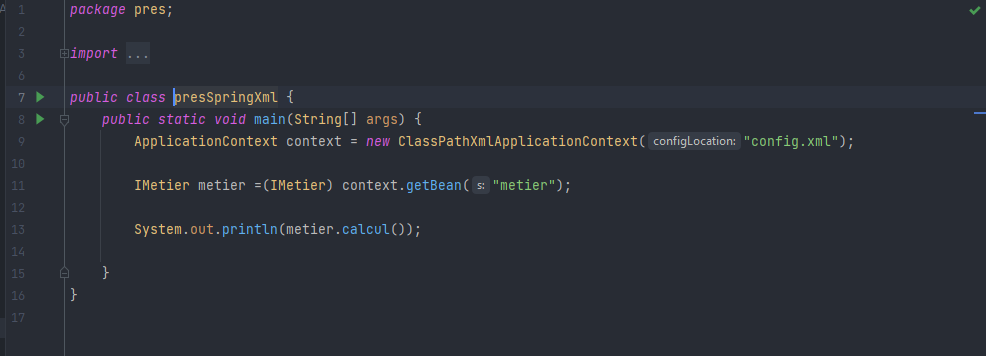 A
1 package pres;
2
3 import ...
6
7 public class presSpringXml {
8 public static void main(String[] args) {
9 ApplicationContext context = new ClassPathXmlApplicationContext( configLocation: "config.xml");
10
11 IMetier metier =(IMetier) context.getBean( s: "metier");
12
13 System.out.println(metier.calcul());
14
15 }
16 }
17